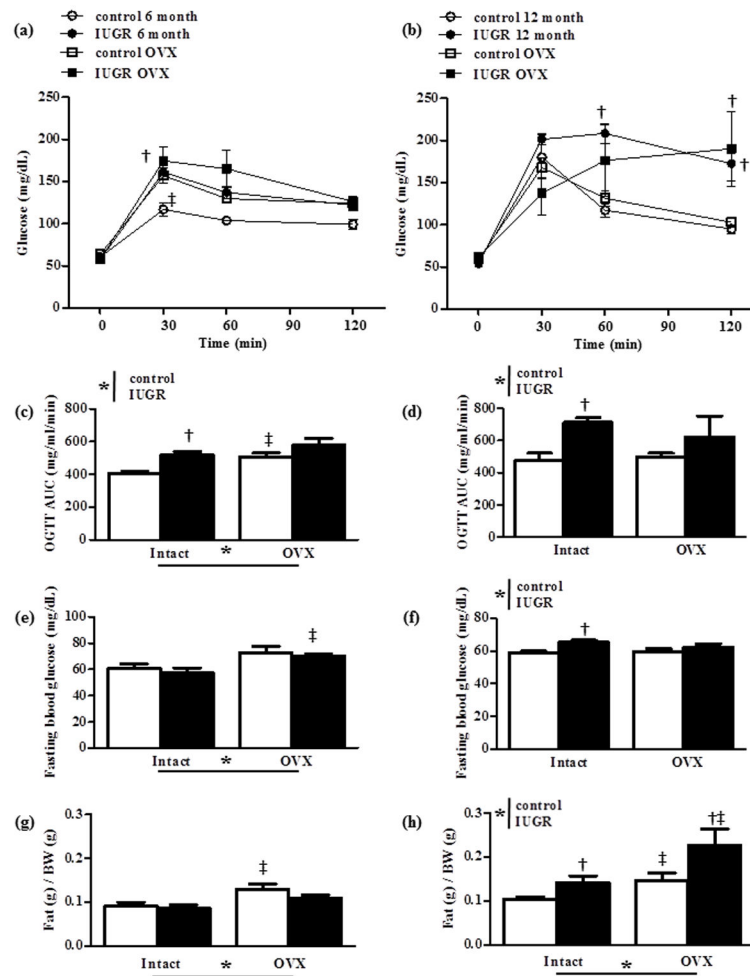 (a)
control 6 month
IUGR 6 month
control OVX
IUGR OVX
†
‡
Glucose (mg/dL)
250
200
150
100
50
0
0 30 60 90 120
Time (min)
(b)
control 12 month
IUGR 12 month
control OVX
IUGR OVX
†
†
†
Glucose (mg/dL)
250
200
150
100
50
0
0 30 60 90 120
Time (min)
(c)
* control
IUGR
† ‡
OGTT AUC (mg/ml/min)
800
600
400
200
0
Intact * OVX
(d)
* control
IUGR
†
OGTT AUC (mg/ml/min)
800
600
400
200
0
Intact OVX
(e)
‡
Fasting blood glucose (mg/dL)
100
80
60
40
20
0
Intact * OVX
(f)
* control
IUGR
†
Fasting blood glucose (mg/dL)
80
60
40
20
0
Intact OVX
(g)
‡
Fat (g) / BW (g)
0.3
0.2
0.1
0.0
Intact * OVX
(h)
* control
IUGR
† ‡ †‡
Fat (g) / BW (g)
0.3
0.2
0.1
0.0
Intact * OVX